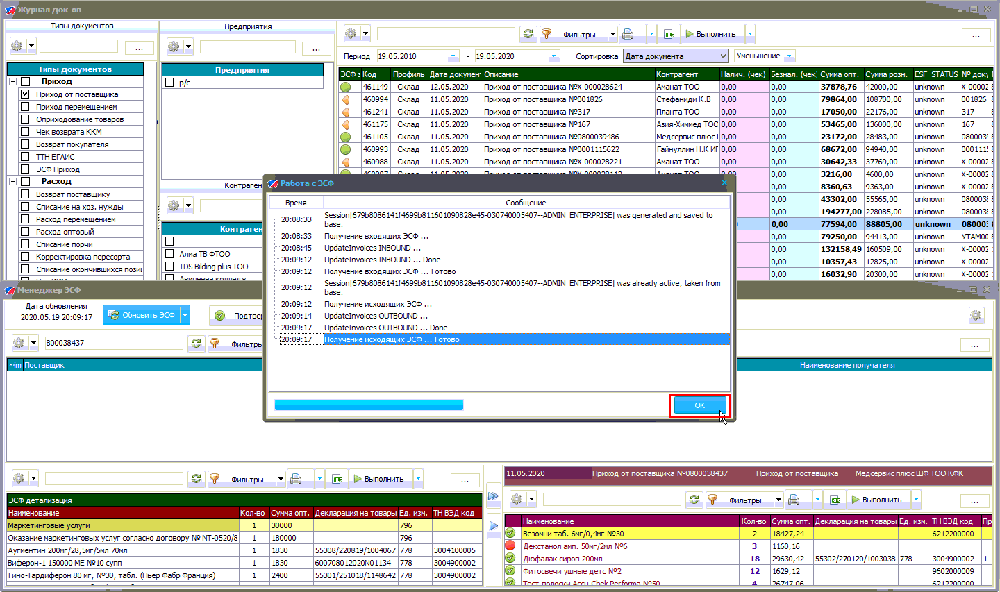 Журнал док-ов
Типы документов
...
Типы документов
Приход
Приход от поставщика
Приход перемещением
Оприходование товаров
Чек возврата ККМ
Возврат покупателя
ТТН ЕГАИС
ЭСФ Приход
Расход
Возврат поставщику
Списание на хоз. нужды
Расход перемещением
Расход оптовый
Списание порчи
Корректировка пересорта
Списание окончившихся пози
Предприятия
...
Предприятия
р/с
Контраген
Контраген
Алма ТВ ФТОО
TDS Bilding plus ТОО
Авиценна колледж
Фильтры
Выполнить
...
Период 19.05.2010 - 19.05.2020 Сортировка Дата документа Уменьшение
ЭСФ з Код Профиль Дата докумен Описание Контрагент Налич. (чек) Безнал. (чек) Сумма опт. Сумма розн. ESF_STATUS № доку
461149 Склад 12.05.2020 Приход от поставщика №X-000028624 Аманат ТОО 0,00 0,00 37878,76 42000,00 unknown X-00002
460994 Склад 11.05.2020 Приход от поставщика №001826 Стефаниди К.В 0,00 0,00 79864,00 108700,00 unknown 001826
461241 Склад 11.05.2020 Приход от поставщика №317 Планта ТОО 0,00 0,00 17050,00 22176,00 unknown 317
461175 Склад 11.05.2020 Приход от поставщика №167 Азия-Химмед ТОО 0,00 0,00 53465,00 136000,00 unknown 167
461105 Склад 11.05.2020 Приход от поставщика №0800039486 Медсервис плюс 0,00 0,00 23172,00 28483,00 unknown 080003
460993 Склад 11.05.2020 Приход от поставщика №0001115622 Гайнуллин Н.К ИГ 0,00 0,00 68672,00 94940,00 unknown 000111
460988 Склад 11.05.2020 Приход от поставщика №X-000028221 Аманат ТОО 0,00 0,00 30642,33 37769,00 unknown X-00002
0,00 3216,00 4600,00 unknown X-00002
0,00 8360,63 9363,00 unknown X-00002
0,00 43302,00 55565,00 unknown 080003
0,00 194277,00 228085,00 unknown 080003
0,00 77594,00 88805,00 unknown 080003
0,00 79250,00 94413,00 unknown УТАМ00
0,00 132158,49 160509,00 unknown X-00002
0,00 10357,43 12825,00 unknown X-00002
0,00 16032,90 20300,00 unknown X-00002
Работа с ЭСФ
Время Сообщение
20:08:33 Session[679b8086141f4699b811601090828e45-030740005407--ADMIN_ENTERPRISE] was generated and saved to
base.
20:08:33 Получение входящих ЭСФ ...
20:08:45 UpdateInvoices INBOUND ...
20:09:12 UpdateInvoices INBOUND ... Done
20:09:12 Получение входящих ЭСФ ... Готово
20:09:12 Session[679b8086141f4699b811601090828e45-030740005407--ADMIN_ENTERPRISE] was already active, taken from
base.
20:09:12 Получение исходящих ЭСФ ...
20:09:14 UpdateInvoices OUTBOUND ...
20:09:17 UpdateInvoices OUTBOUND ... Done
20:09:17 Получение исходящих ЭСФ ... Готово
OK
Менеджер ЭСФ
Дата обновления
2020.05.19 20:09:17
Обновить ЭСФ
Подтвер
800038437
Фильтры
...
~im Поставщик Наименование получателя
Фильтры
Выполнить
...
ЭСФ детализация
Наименование Кол-во Сумма опт. Декларация на товары Ед. изм. ТН ВЭД код
Маркетинговые услуги 1 30000 796
Оказание маркетинговых услуг согласно договору № NT-0520/8 1 180000 796
Аугментин 200мг/28,5мг/5мл 70мл 1 1830 55308/220819/1004067 778 3004100005
Виферон-1 150000 МЕ №10 супп 1 1830 600708012020N01134 778 3004900002
Гино-Тардиферон 80 мг, №30, табл. (Пьер Фабр Франция) 1 2400 55301/251018/1148642 778 3004900002
11.05.2020 Приход от поставщика №0800038437 Приход от поставщика Медсервис плюс ШФ ТОО КФК
Фильтры
Выполнить
...
Наименование Кол-во Сумма опт. Декларация на товары Ед. изм. ТН ВЭД код Пр
Везомни таб. 6мг/0,4мг №30 2 18427,24 6212200000
Декстанол амп. 50мг/2мл №6 3 1160,16
Дюфалак сироп 200мл 18 29630,42 55302/270120/1003038 778 3004900002 1
Фитосвечи ушные детс №2 12 1629,12 9602000009
Тест-полоски Accu-Chek Performa №50 4 26747,06 6212200000